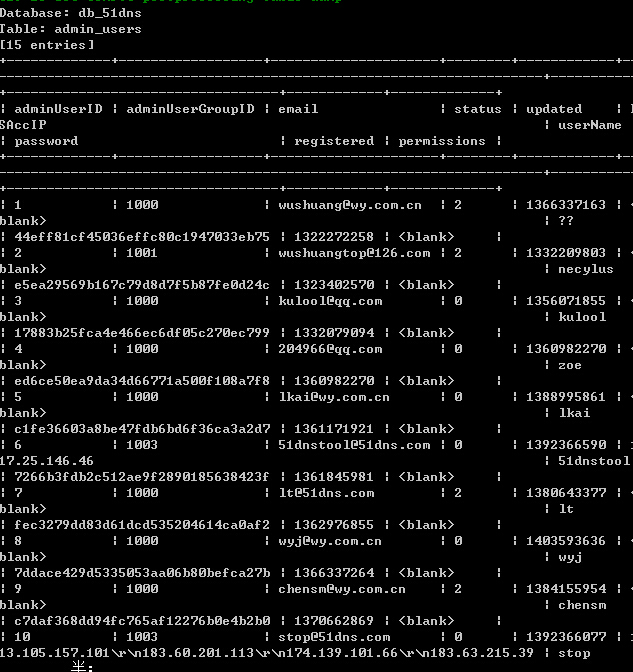 Database: db_51dns
Table: admin_users
[15 entries]
| adminUserID | adminUserGroupID | email | status | updated
SAccIP | userName
| password | registered | permissions |
| 1 | 1000 | wushuang@wy.com.cn | 2 | 1366337163 | <
blank> | ??
| 44eff81cf45036effc80c1947033eb75 | 1322272258 | <blank> |
| 2 | 1001 | wushuangtop@126.com | 2 | 1332209803 | <
blank> | necylus
| e5ea29569b167c79d8d7f5b87fe0d24c | 1323402570 | <blank> |
| 3 | 1000 | kulool@qq.com | 0 | 1356071855 | <
blank> | kulool
| 17883b25fca4e466ec6df05c270ec799 | 1332079094 | <blank> |
| 4 | 1000 | 204966@qq.com | 0 | 1360982270 | <
blank> | zoe
| ed6ce50ea9da34d66771a500f108a7f8 | 1360982270 | <blank> |
| 5 | 1000 | lkai@wy.com.cn | 0 | 1388995861 | <
blank> | lkai
| c1fe36603a8be47fdb6bd6f36ca3a2d7 | 1361171921 | <blank> |
| 6 | 1003 | 51dnstool@51dns.com | 0 | 1392366590 |
17.25.146.46 | 51dnstool
| 7266b3fdb2c512ae9f2890185638423f | 1361845981 | <blank> |
| 7 | 1000 | lt@51dns.com | 2 | 1380643377 | <
blank> | lt
| fec3279dd83d61dcd535204614ca0af2 | 1362976855 | <blank> |
| 8 | 1000 | wyj@wy.com.cn | 0 | 1403593636 | <
blank> | wyj
| 7ddace429d5335053aa06b80befca27b | 1366337264 | <blank> |
| 9 | 1000 | chensm@wy.com.cn | 2 | 1384155954 | <
blank> | chensm
| c7daf368dd94fc765af12276b0e4b2b0 | 1370662869 | <blank> |
| 10 | 1003 | stop@51dns.com | 0 | 1392366077 |
13.105.157.101\r\n183.60.201.113\r\n174.139.101.66\r\n183.63.215.39 | stop
半: